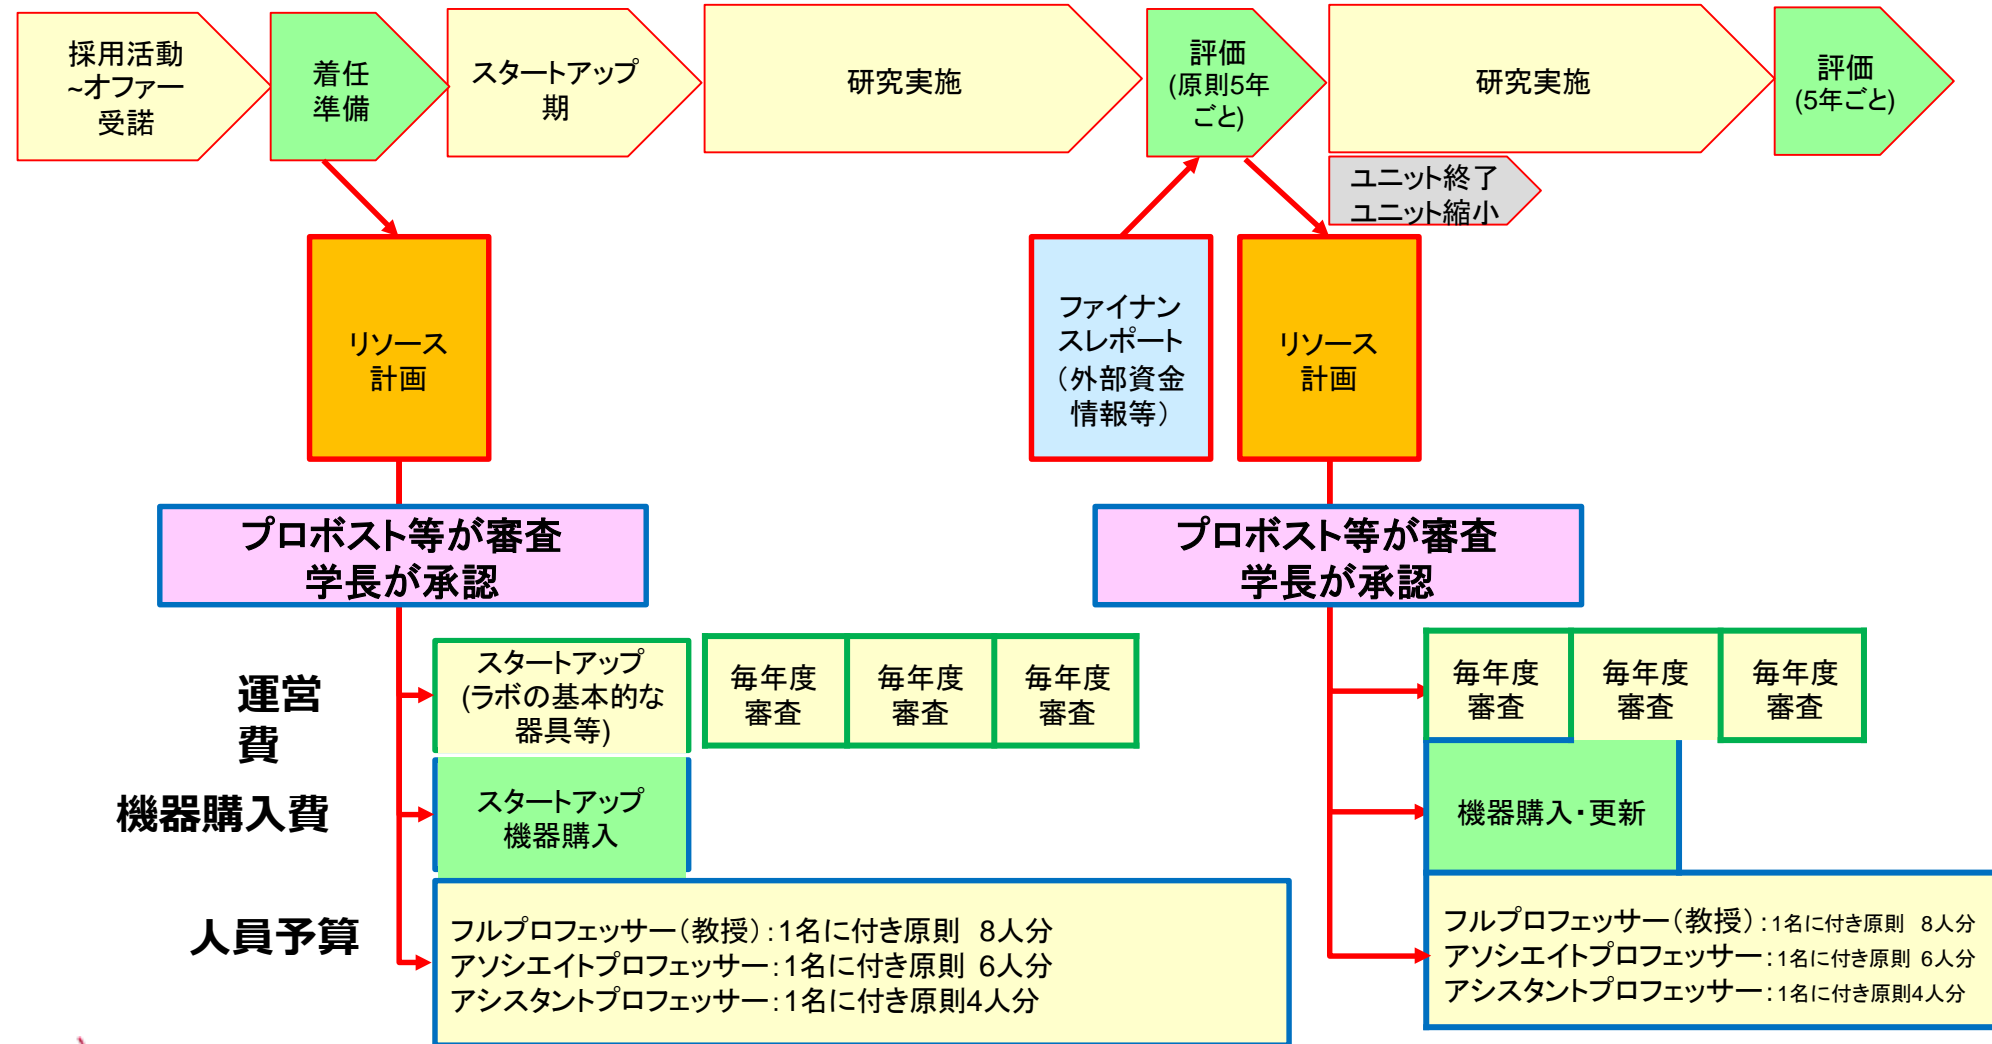 採用活動
~オファー
受諾
着任
準備
スタートアップ
期
研究実施
評価
(原則5年
ごと)
研究実施
評価
(5年ごと)
ユニット終了
ユニット縮小
リソース
計画
ファイナン
スレポート
（外部資金
情報等）
リソース
計画
プロボスト等が審査
学長が承認
プロボスト等が審査
学長が承認
運営
費
スタートアップ
(ラボの基本的な
器具等)
毎年度
審査
毎年度
審査
毎年度
審査
毎年度
審査
毎年度
審査
毎年度
審査
機器購入費
スタートアップ
機器購入
機器購入・更新
人員予算
フルプロフェッサー（教授）：1名に付き原則 8人分
アソシエイトプロフェッサー：1名に付き原則 6人分
アシスタントプロフェッサー：1名に付き原則4人分
フルプロフェッサー（教授）：1名に付き原則 8人分
アソシエイトプロフェッサー：1名に付き原則 6人分
アシスタントプロフェッサー：1名に付き原則4人分